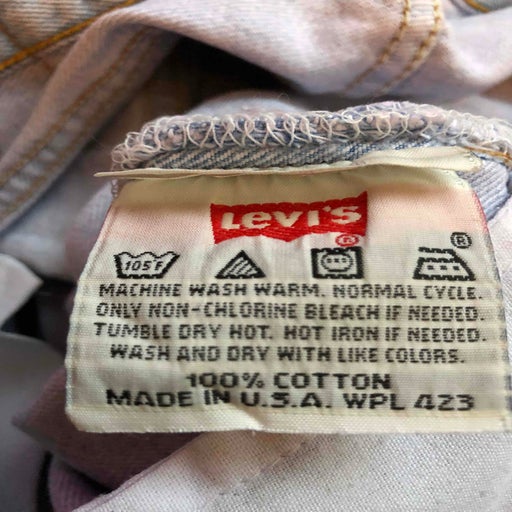 Levi's ®
105F ®
MACHINE WASH WARM. NORMAL CYCLE.
ONLY NON-CHLORINE BLEACH IF NEEDED.
TUMBLE DRY HOT. HOT IRON IF NEEDED.
WASH AND DRY WITH LIKE COLORS.
100% COTTON
MADE IN U.S.A. WPL 423